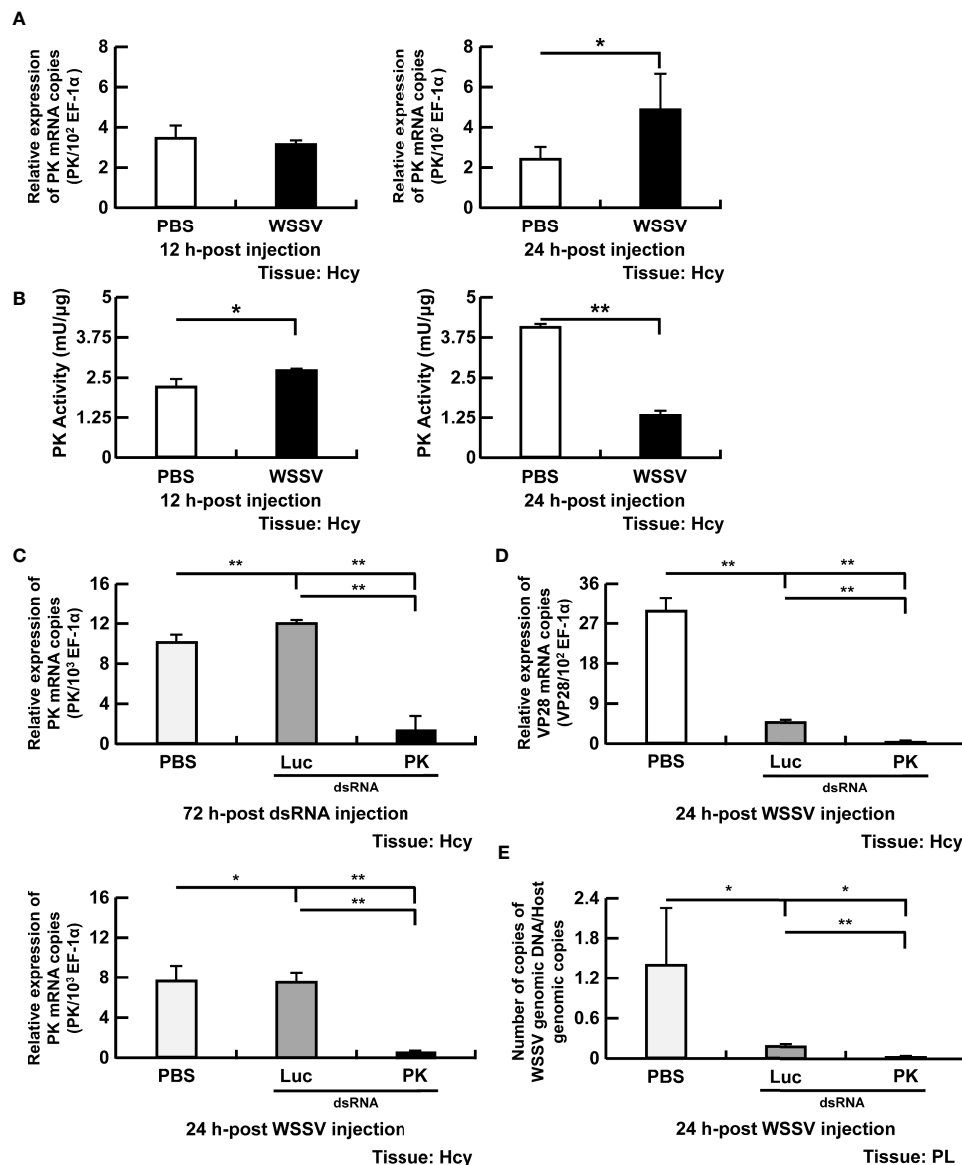 A
Relative expression
of PK mRNA copies
(PK/10² EF-1α)
8
6
4
2
0
PBS
WSSV
12 h-post injection
Tissue: Hcy
Relative expression
of PK mRNA copies
(PK/10² EF-1α)
8
6
4
2
0
*
PBS
WSSV
24 h-post injection
Tissue: Hcy
B
PK Activity (mU/μg)
5
3.75
2.5
1.25
0
*
PBS
WSSV
12 h-post injection
Tissue: Hcy
PK Activity (mU/μg)
5
3.75
2.5
1.25
0
**
PBS
WSSV
24 h-post injection
Tissue: Hcy
C
Relative expression of
PK mRNA copies
(PK/10³ EF-1α)
16
12
8
4
0
**
**
**
PBS
Luc
PK
dsRNA
72 h-post dsRNA injection
Tissue: Hcy
D
Relative expression of
VP28 mRNA copies
(VP28/10² EF-1α)
36
27
18
9
0
**
**
**
PBS
Luc
PK
dsRNA
24 h-post WSSV injection
Tissue: Hcy
Relative expression of
PK mRNA copies
(PK/10³ EF-1α)
16
12
8
4
0
*
**
**
PBS
Luc
PK
dsRNA
24 h-post WSSV injection
Tissue: Hcy
E
Number of copies of
WSSV genomic DNA/Host
genomic copies
2.4
1.8
1.2
0.6
0
*
*
**
PBS
Luc
PK
dsRNA
24 h-post WSSV injection
Tissue: PL